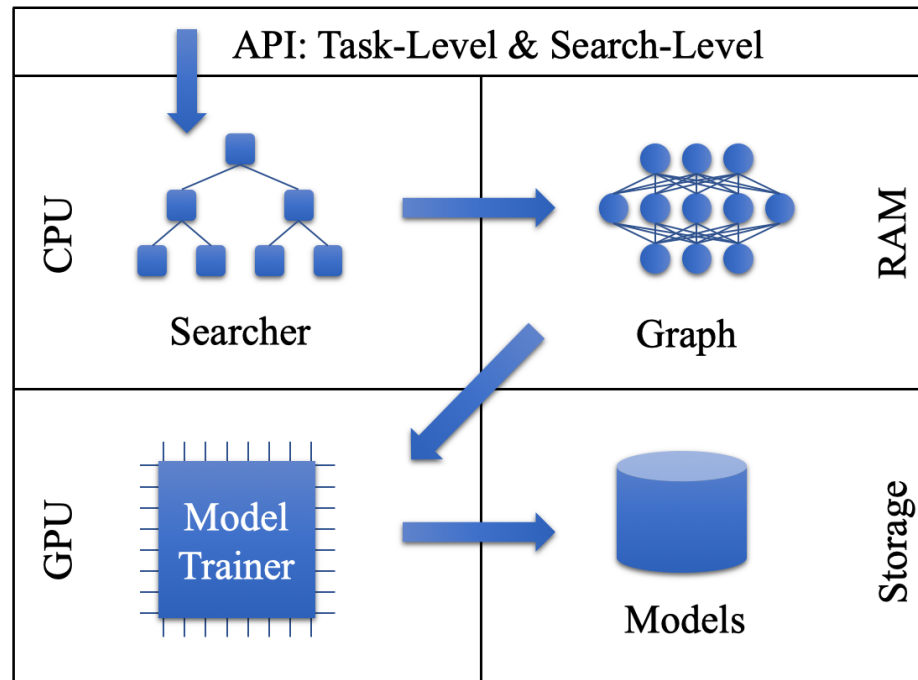 API: Task-Level & Search-Level
CPU
Searcher
Graph
RAM
GPU
Model
Trainer
Models
Storage